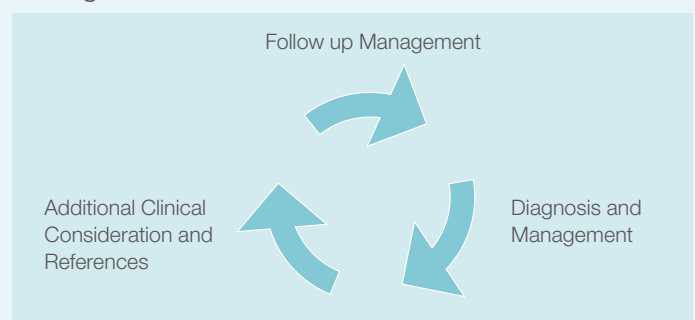 Follow up Management
Additional Clinical
Consideration and
References
Diagnosis and
Management